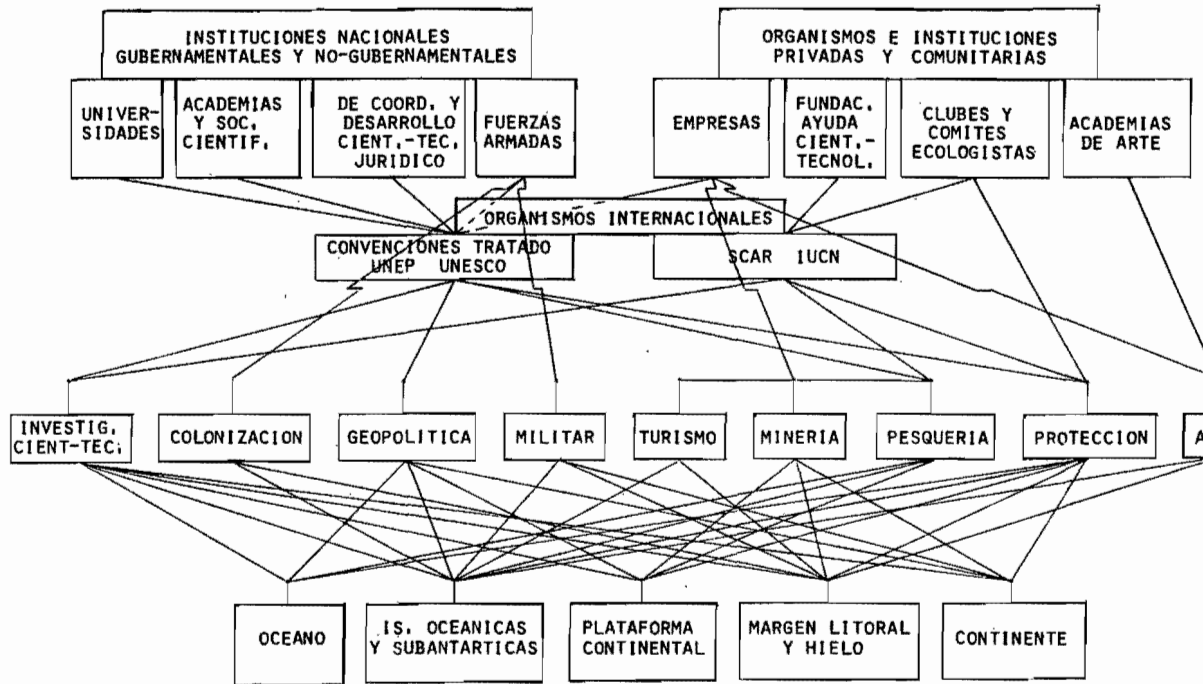 INSTITUCIONES NACIONALES
GUBERNAMENTALES Y NO-GUBERNAMENTALES
ORGANISMOS E INSTITUCIONES
PRIVADAS Y COMUNITARIAS
UNIVER-
SIDADES
ACADEMIAS
Y SOC.
CIENTIF.
DE COORD. Y
DESARROLLO
CIENT.-TEC.
JURIDICO
FUERZAS
ARMADAS
EMPRESAS
FUNDAC.
AYUDA
CIENT.-
TECNOL.
CLUBES Y
COMITES
ECOLOGISTAS
ACADEMIAS
DE ARTE
ORGANISMOS INTERNACIONALES
CONVENCIONES TRATADO
UNEP UNESCO
SCAR IUCN
INVESTIG.
CIENT-TEC.
COLONIZACION
GEOPOLITICA
MILITAR
TURISMO
MINERIA
PESQUERIA
PROTECCION
A
OCEANO
IS. OCEANICAS
Y SUBANTARTICAS
PLATAFORMA
CONTINENTAL
MARGEN LITORAL
Y HIELO
CONTINENTE